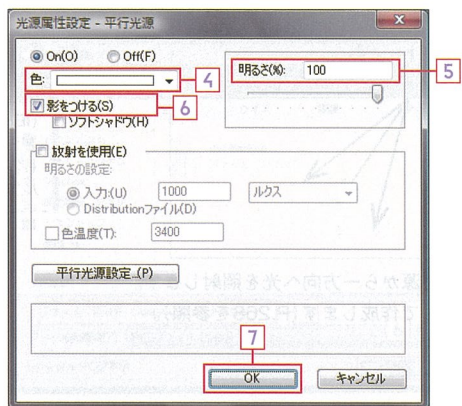 光源属性設定 - 平行光源
On(O) Off(F)
色: 4
明るさ(%): 100 5
影をつける(S) 6
ソフトシャドウ(H)
放射を使用(E)
明るさの設定:
入力:(U) 1000 ルクス
Distributionファイル(D)
色温度(T): 3400
平行光源設定...(P)
7
OK キャンセル